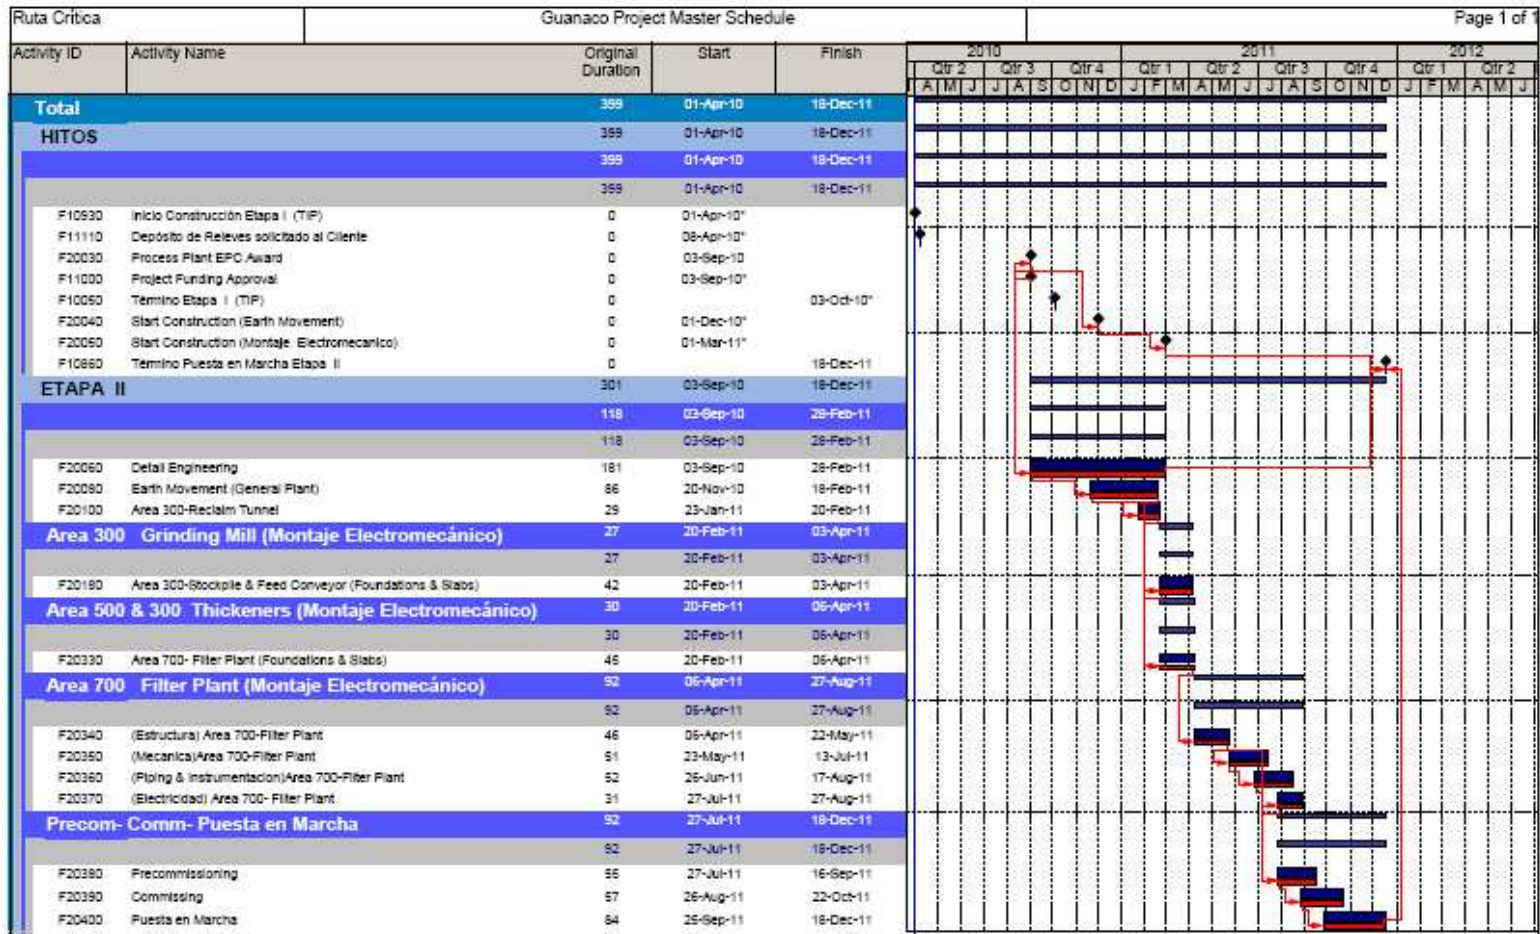 Ruta Crítica Guanaco Project Master Schedule Page 1 of 1
Activity ID Activity Name Original Duration Start Finish 2010 2011 2012
Qtr 2 Qtr 3 Qtr 4 Qtr 1 Qtr 2 Qtr 3 Qtr 4 Qtr 1 Qtr 2
A M J J A S O N D J F M A M J J A S O N D J F M A M J
Total 399 01-Apr-10 18-Dec-11
HITOS 399 01-Apr-10 18-Dec-11
399 01-Apr-10 18-Dec-11
399 01-Apr-10 18-Dec-11
F10930 Inicio Construcción Etapa I (TIP) 0 01-Apr-10*
F11110 Depósito de Releves solicitado al Cliente 0 08-Apr-10*
F20030 Process Plant EPC Award 0 03-Sep-10
F11000 Project Funding Approval 0 03-Sep-10*
F10050 Término Etapa I (TIP) 0 03-Oct-10*
F20040 Start Construction (Earth Movement) 0 01-Dec-10*
F20050 Start Construction (Montaje Electromecanico) 0 01-Mar-11*
F10860 Término Puesta en Marcha Etapa II 0 18-Dec-11
ETAPA II 301 03-Sep-10 18-Dec-11
118 03-Sep-10 28-Feb-11
118 03-Sep-10 28-Feb-11
F20060 Detail Engineering 181 03-Sep-10 28-Feb-11
F20080 Earth Movement (General Plant) 86 20-Nov-10 18-Feb-11
F20100 Area 300-Reclaim Tunnel 29 23-Jan-11 20-Feb-11
Area 300 Grinding Mill (Montaje Electromecánico) 27 20-Feb-11 03-Apr-11
27 20-Feb-11 03-Apr-11
F20180 Area 300-Stockpile & Feed Conveyor (Foundations & Slabs) 42 20-Feb-11 03-Apr-11
Area 500 & 300 Thickeners (Montaje Electromecánico) 30 20-Feb-11 06-Apr-11
30 20-Feb-11 06-Apr-11
F20330 Area 700- Filter Plant (Foundations & Slabs) 45 20-Feb-11 06-Apr-11
Area 700 Filter Plant (Montaje Electromecánico) 92 06-Apr-11 27-Aug-11
92 06-Apr-11 27-Aug-11
F20340 (Estructura) Area 700-Filter Plant 46 06-Apr-11 22-May-11
F20350 (Mecanica)Area 700-Filter Plant 51 23-May-11 13-Jul-11
F20360 (Piping & Instrumentacion)Area 700-Filter Plant 52 26-Jun-11 17-Aug-11
F20370 (Electricidad) Area 700- Filter Plant 31 27-Jul-11 27-Aug-11
Precom- Comm- Puesta en Marcha 92 27-Jul-11 18-Dec-11
92 27-Jul-11 18-Dec-11
F20380 Precommissioning 55 27-Jul-11 16-Sep-11
F20390 Commissing 57 26-Aug-11 22-Oct-11
F20400 Puesta en Marcha 84 25-Sep-11 18-Dec-11